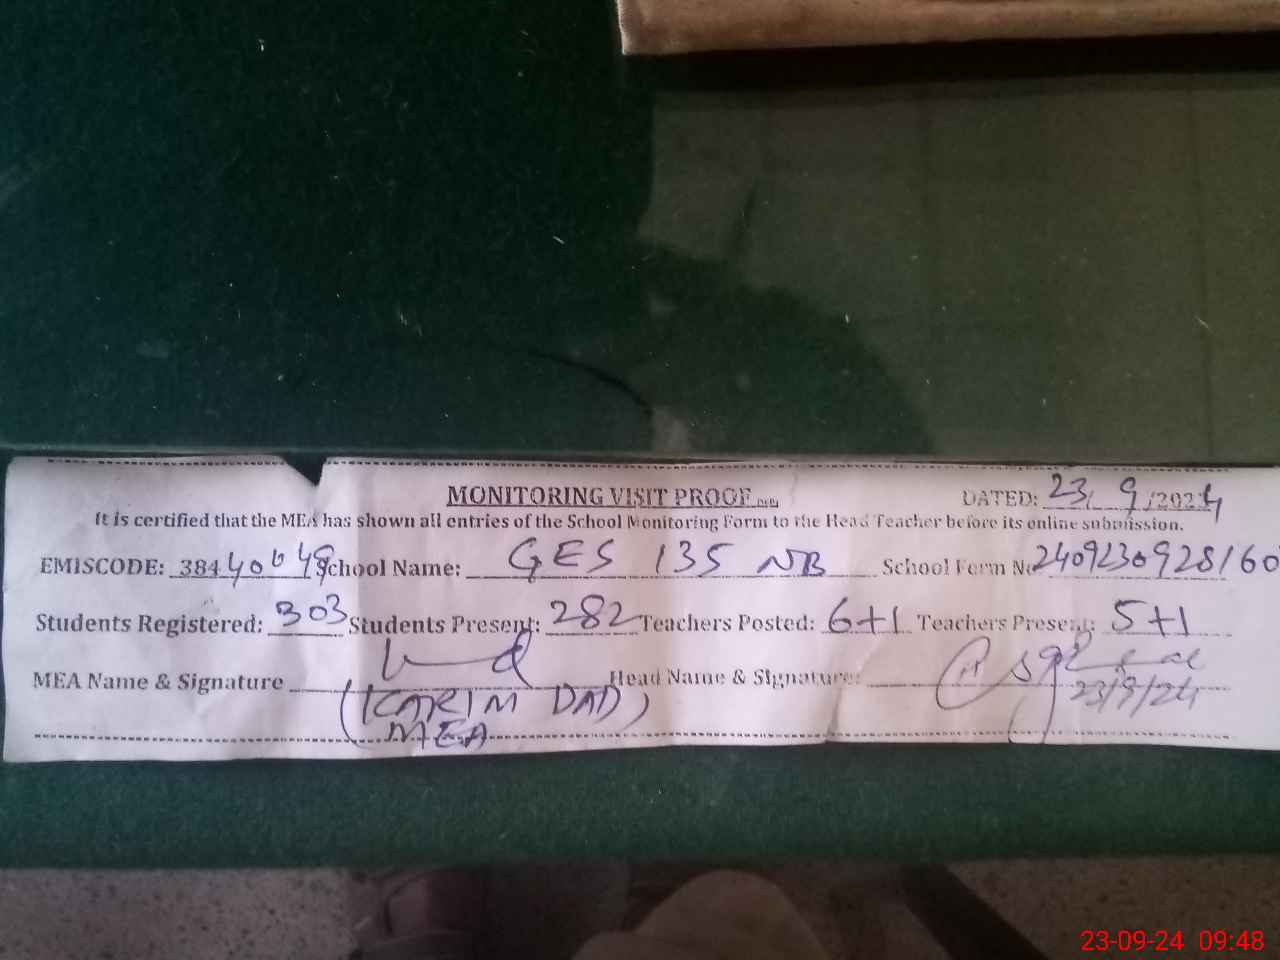 MONITORING VISIT PROOF DATED: 23/9/2024
It is certified that the MEA has shown all entries of the School Monitoring Form to the Head Teacher before its online submission.
EMISCODE: 38440048 School Name: GES 135 NB School Form No 2409230928160
Students Registered: 303 Students Present: 282 Teachers Posted: 6+1 Teachers Present: 5+1
MEA Name & Signature Head Name & Signature:
(KARIM DAD) 23/9/24
MEA
23-09-24 09:48